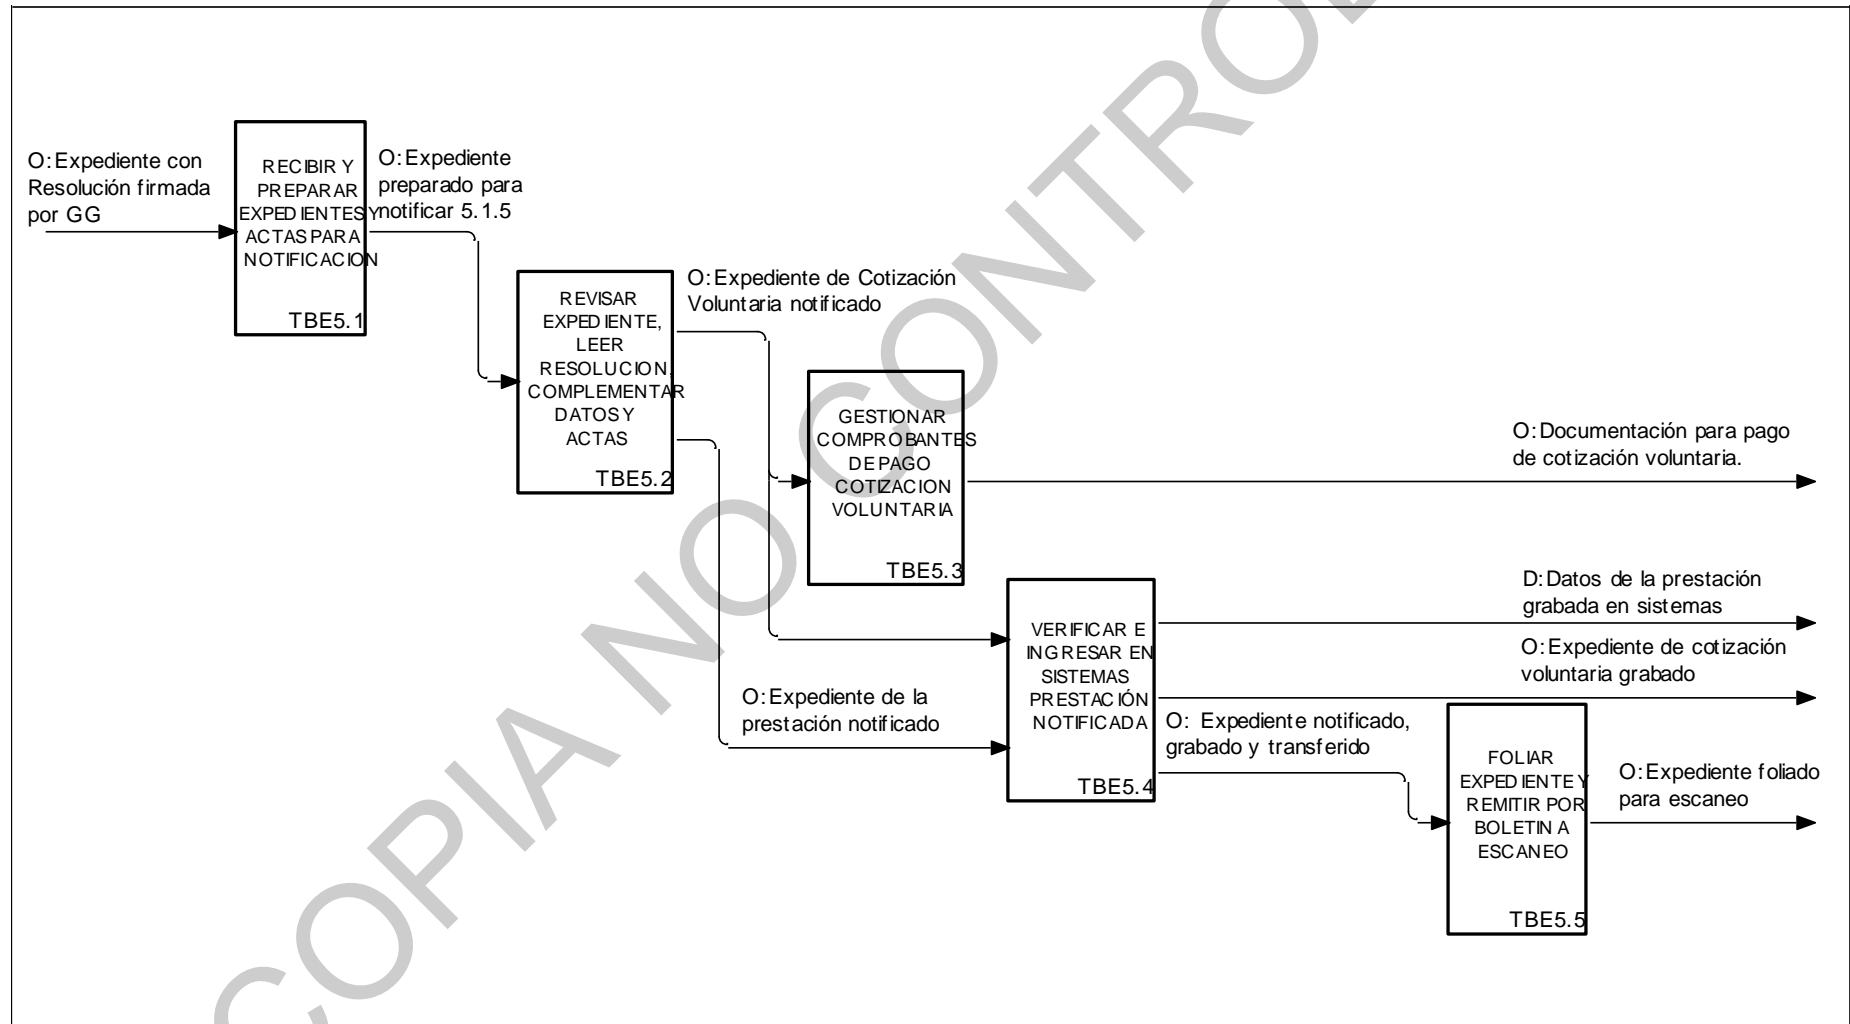 O:Expediente con
Resolución firmada
por GG
RECIBIR Y
PREPARAR
EXPEDIENTES Y
ACTAS PARA
NOTIFICACION
TBE5.1
O:Expediente
preparado para
notificar 5.1.5
REVISAR
EXPEDIENTE,
LEER
RESOLUCION,
COMPLEMENTAR
DATOS Y
ACTAS
TBE5.2
O:Expediente de Cotización
Voluntaria notificado
GESTIONAR
COMPROBANTES
DE PAGO
COTIZACION
VOLUNTARIA
TBE5.3
O:Documentación para pago
de cotización voluntaria.
O:Expediente de la
prestación notificado
VERIFICAR E
INGRESAR EN
SISTEMAS
PRESTACIÓN
NOTIFICADA
TBE5.4
D:Datos de la prestación
grabada en sistemas
O:Expediente de cotización
voluntaria grabado
O: Expediente notificado,
grabado y transferido
FOLIAR
EXPEDIENTE Y
REMITIR POR
BOLETIN A
ESCANEO
TBE5.5
O:Expediente foliado
para escaneo
COPIA NO CONTROL